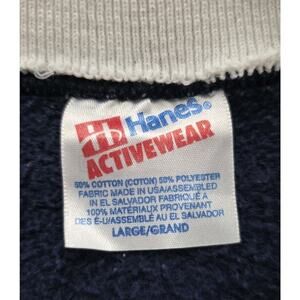 Hanes®
ACTIVEWEAR
50% COTTON (COTON) 50% POLYESTER
FABRIC MADE IN USA/ASSEMBLED
IN EL SALVADOR FABRIQUÉ A
100% MATÉRIAUX PROVENANT
DES É-U/ASSEMBLÉ AU EL SALVADOR
LARGE/GRAND